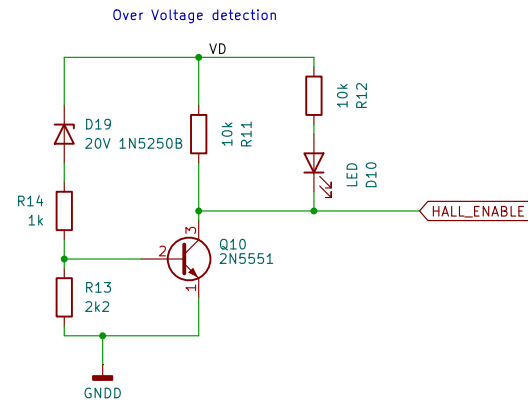 Over Voltage detection
VD
D19
20V 1N5250B
10k
R11
10k
R12
LED
D10
R14
1k
HALL_ENABLE
3
2
1
Q10
2N5551
R13
2k2
GNDD